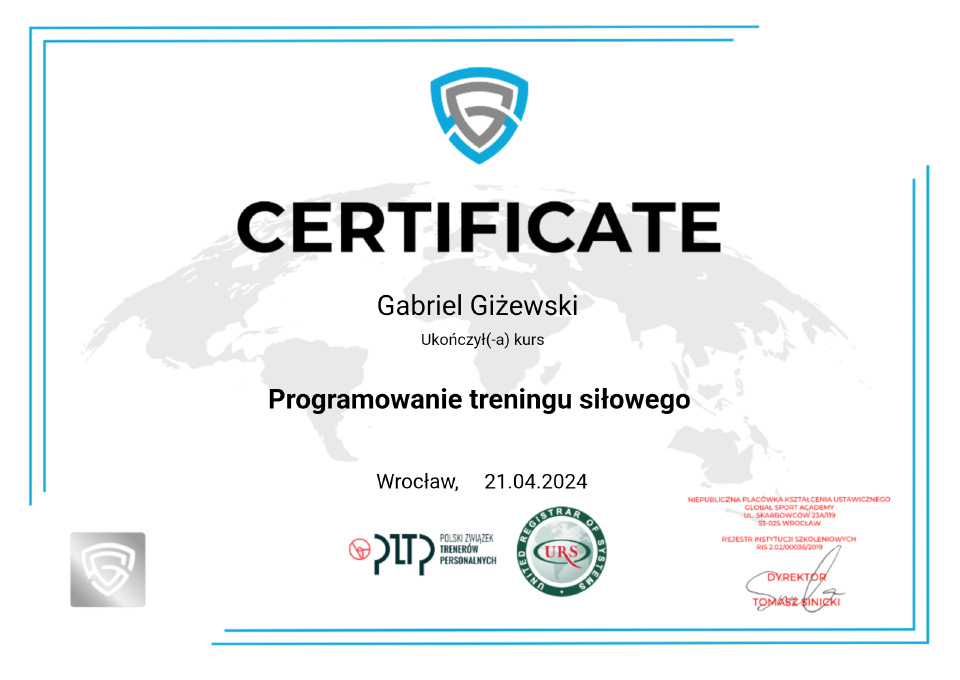 CERTIFICATE
Gabriel Giżewski
Ukończył(-a) kurs
Programowanie treningu siłowego
Wrocław, 21.04.2024
POLSKI ZWIĄZEK
TRENERÓW
PERSONALNYCH
PLTP
UNITED REGISTRAR OF SYSTEMS
URS
NIEPUBLICZNA PLACÓWKA KSZTAŁCENIA USTAWICZNEGO
GLOBAL SPORT ACADEMY
UL. SKARBOWCÓW 23A/119
53-025 WROCŁAW
REJESTR INSTYTUCJI SZKOLENIOWYCH
RIS 2.02/00036/2019
DYREKTOR
TOMASZ SINICKI